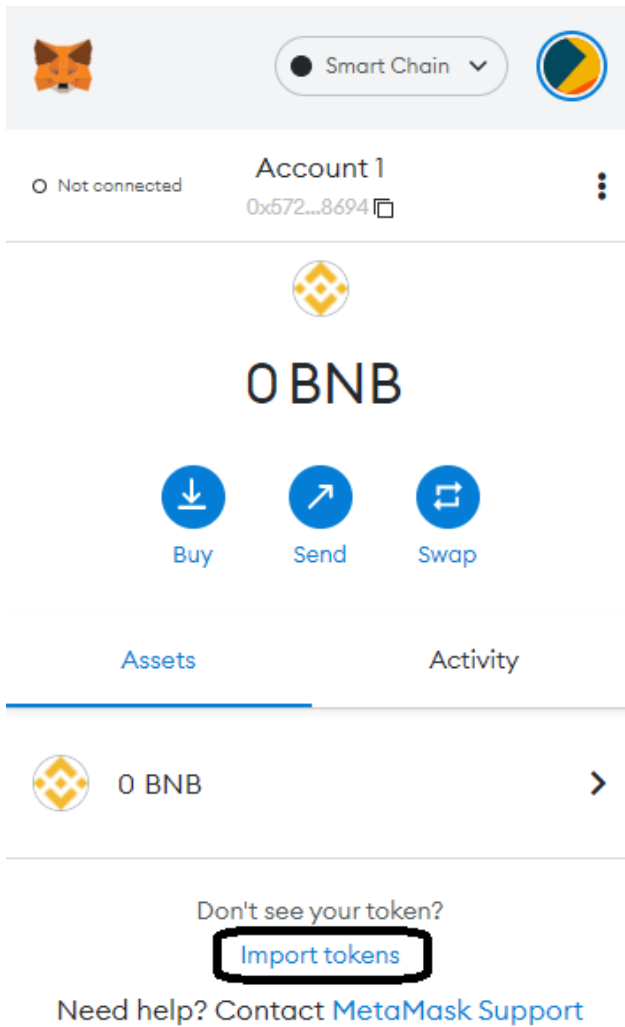 Smart Chain
Not connected
Account 1
0x572...8694
0 BNB
Buy
Send
Swap
Assets
Activity
0 BNB
Don't see your token?
Import tokens
Need help? Contact MetaMask Support